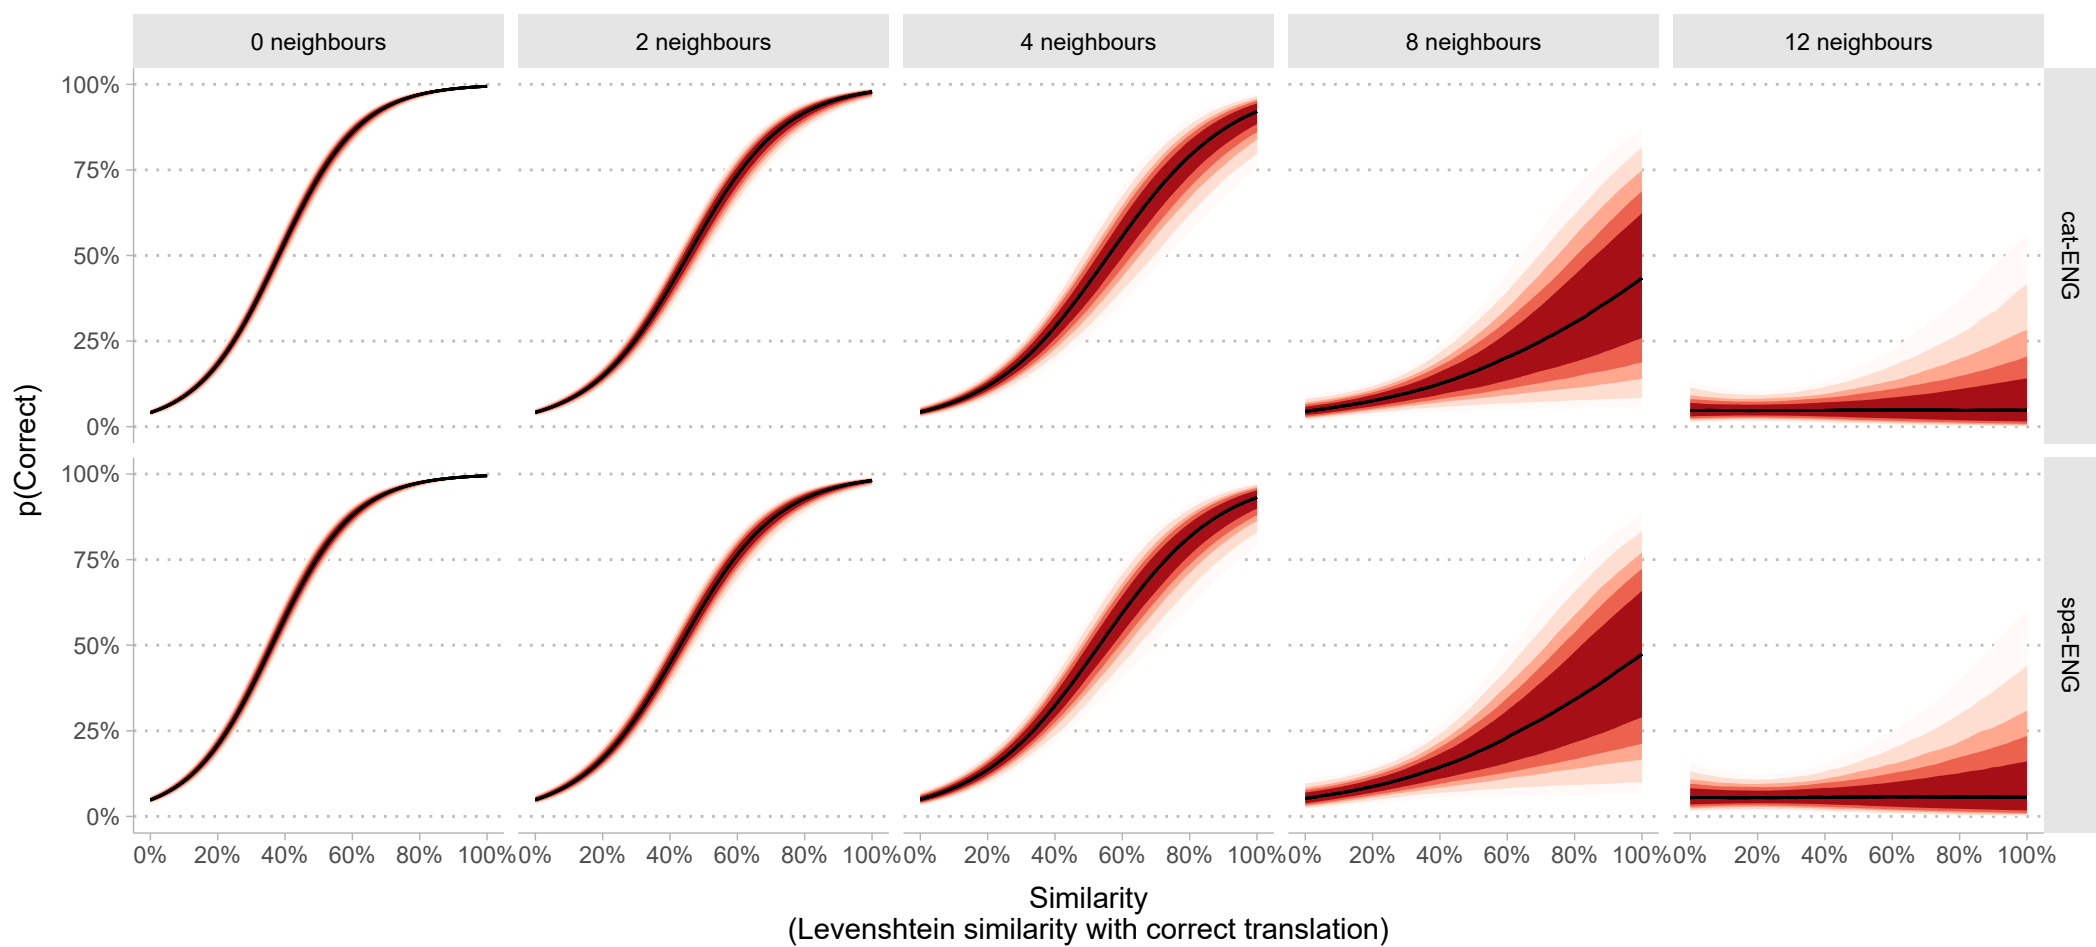 0 neighbours 2 neighbours 4 neighbours 8 neighbours 12 neighbours
100%
75%
50%
25%
0%
cat-ENG
100%
75%
50%
25%
0%
spa-ENG
p(Correct)
0% 20% 40% 60% 80% 100% 0% 20% 40% 60% 80% 100% 0% 20% 40% 60% 80% 100% 0% 20% 40% 60% 80% 100% 0% 20% 40% 60% 80% 100%
Similarity
(Levenshtein similarity with correct translation)